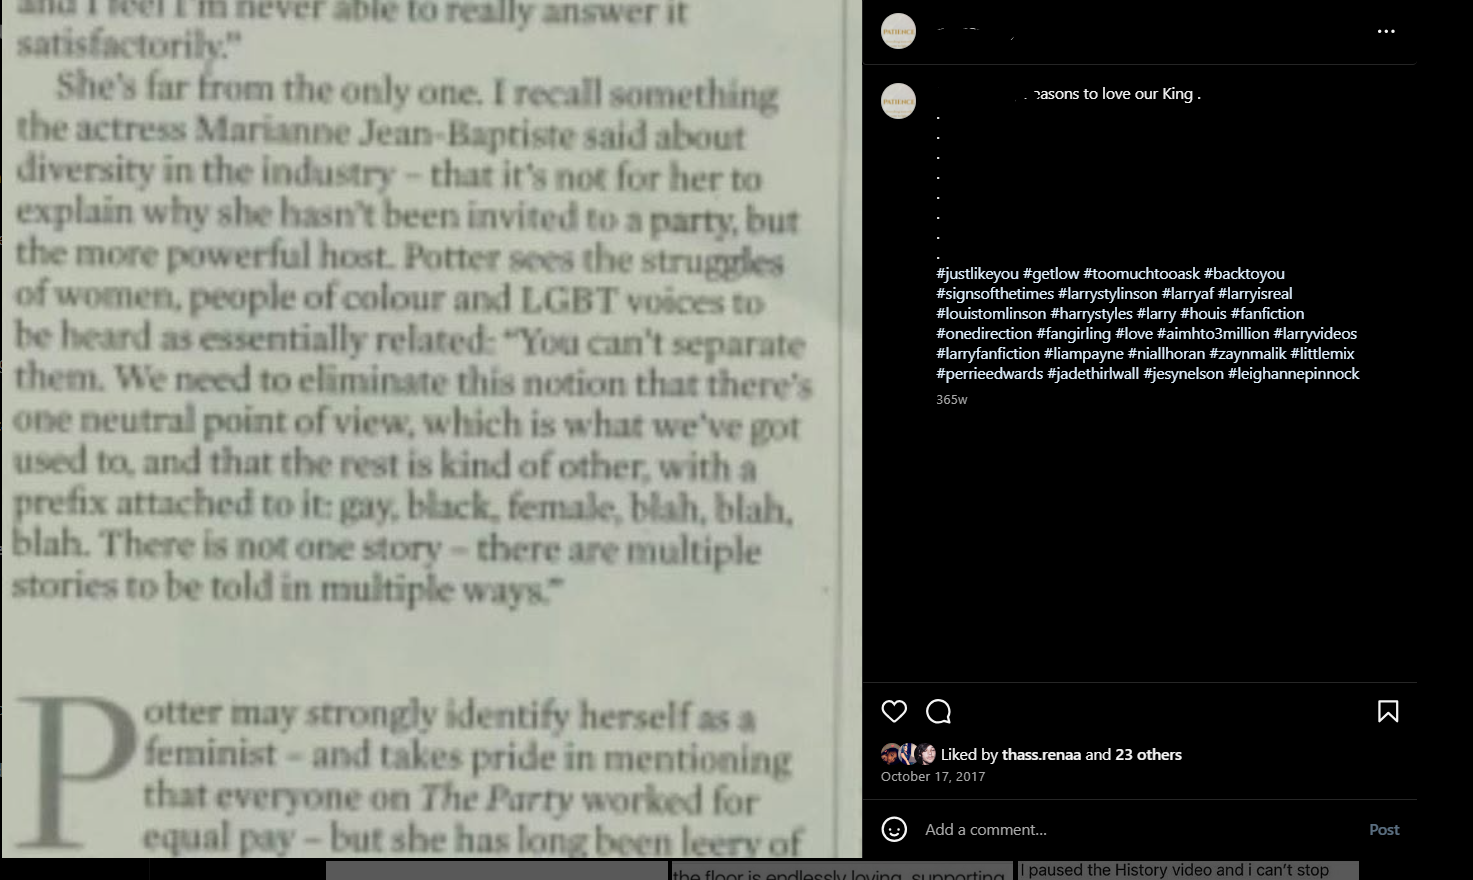 and I feel I'm never able to really answer it
satisfactorily."
She's far from the only one. I recall something
the actress Marianne Jean-Baptiste said about
diversity in the industry – that it's not for her to
explain why she hasn't been invited to a party, but
the more powerful host. Potter sees the struggles
of women, people of colour and LGBT voices to
be heard as essentially related: "You can't separate
them. We need to eliminate this notion that there's
one neutral point of view, which is what we've got
used to, and that the rest is kind of other, with a
prefix attached to it: gay, black, female, blah, blah,
blah. There is not one story – there are multiple
stories to be told in multiple ways."
Potter may strongly identify herself as a
feminist – and takes pride in mentioning
that everyone on The Party worked for
equal pay – but she has long been leery of
PATIENCE
PATIENCE
easons to love our King .
.
.
.
.
.
.
.
.
#justlikeyou #getlow #toomuchtooask #backtoyou
#signsofthetimes #larrystylinson #larryaf #larryisreal
#louistomlinson #harrystyles #larry #houis #fanfiction
#onedirection #fangirling #love #aimhto3million #larryvideos
#larryfanfiction #liampayne #niallhoran #zaynmalik #littlemix
#perrieedwards #jadethirlwall #jesynelson #leighannepinnock
365w
Liked by thass.renaa and 23 others
October 17, 2017
Add a comment...
Post
the floor is endlessly loving, supporting
I paused the History video and i can't stop